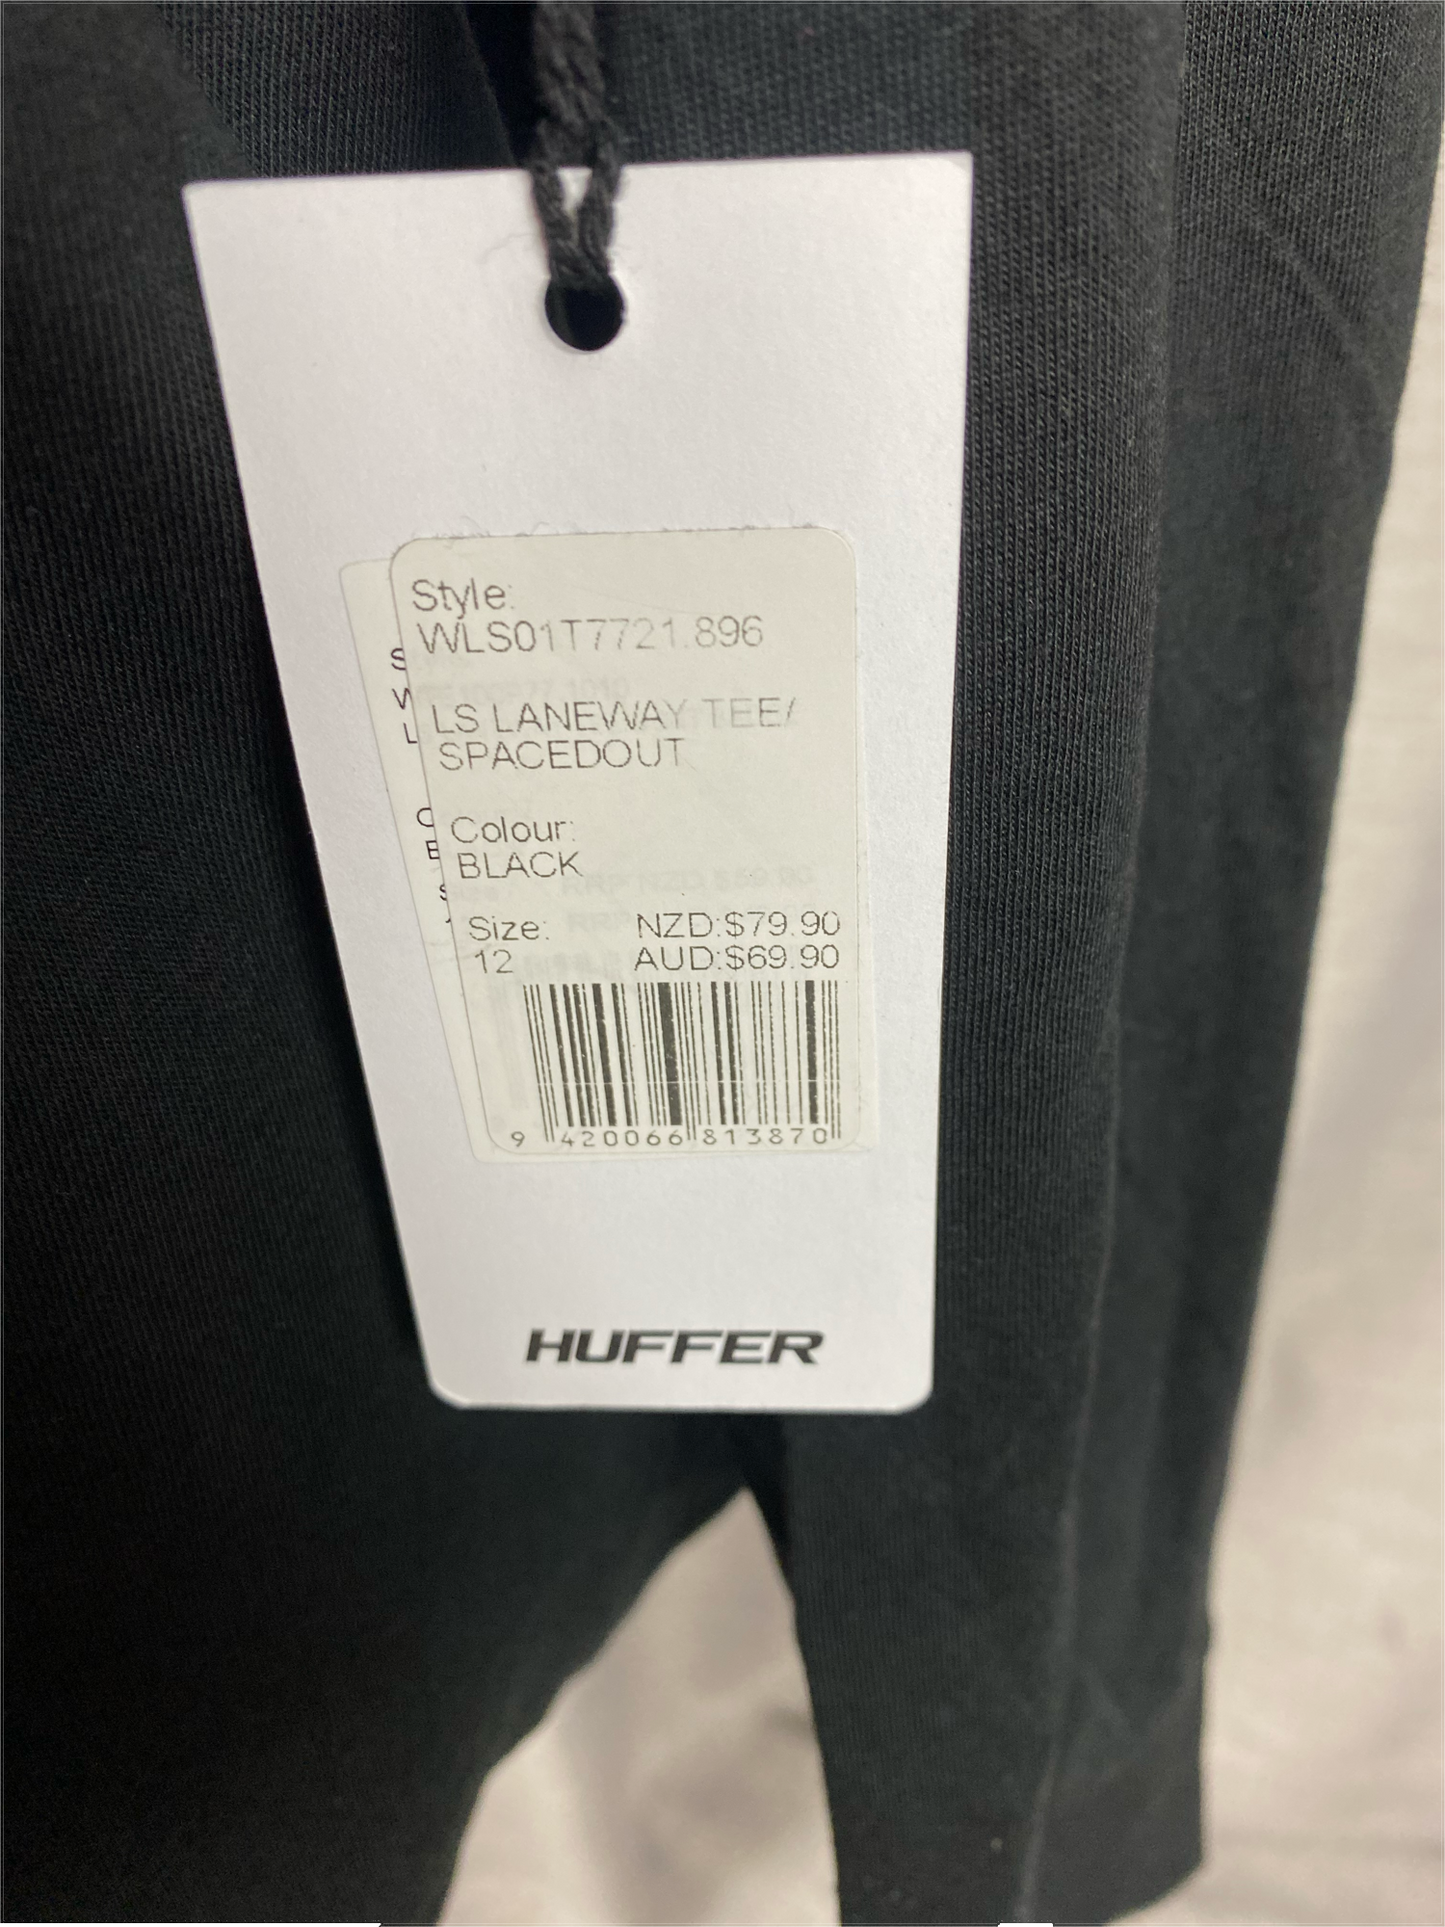 Style:
WLS01T7721.896
LS LANEWAY TEE/
SPACEDOUT
Colour:
BLACK
Size: NZD:$79.90
12 AUD:$69.90
9 420066 813870
HUFFER